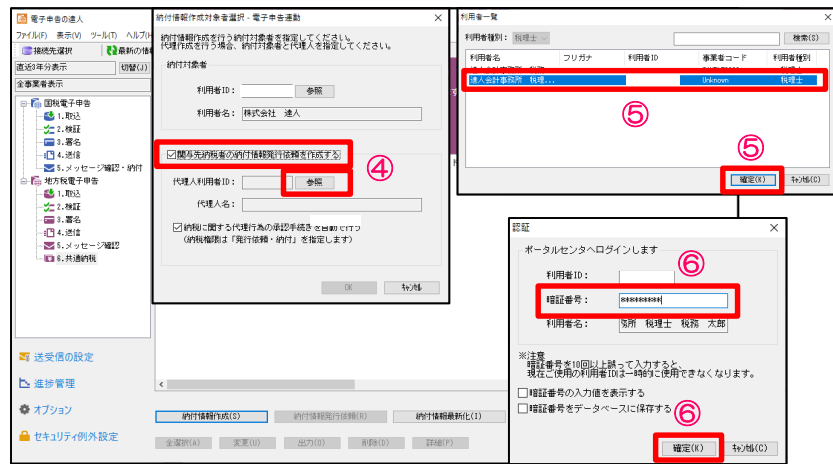 電子申告の達人
ファイル(F) 表示(V) ツール(T) ヘルプ(H
接続先選択 最新の情報
直近3年分表示 切替(J)
全事業者表示
国税電子申告
1.取込
2.検証
3.署名
4.送信
5.メッセージ確認・納付
地方税電子申告
1.取込
2.検証
3.署名
4.送信
5.メッセージ確認
6.共通納税
送受信の設定
進捗管理
オプション
セキュリティ例外設定
納付情報作成対象者選択 - 電子申告連動
納付情報作成を行う納付対象者を指定してください。
代理作成を行う場合、納付対象者と代理人を指定してください。
納付対象者
利用者ID： 参照
利用者名： 株式会社 達人
関与先納税者の納付情報発行依頼を作成する
④
代理人利用者ID： 参照
代理人名：
納税に関する代理行為の承認手続きを自動で行う
(納税権限は「発行依頼・納付」を指定します)
OK ｷｬﾝｾﾙ
納付情報作成(S) 納付情報発行依頼(R) 納付情報最新化(I)
全選択(A) 変更(U) 出力(O) 削除(D) 詳細(P)
利用者一覧
利用者種別： 税理士 検索(S)
利用者名 フリガナ 利用者ID 事業者コード 利用者種別
達人会計事務所 税理... Unknown 税理士
⑤
⑤
確定(K) ｷｬﾝｾﾙ(C)
認証
ポータルセンタへログインします
⑥
利用者ID：
暗証番号： *********
利用者名： 務所 税理士 税務 太郎
※注意
暗証番号を10回以上誤って入力すると、
現在ご使用の利用者IDは一時的に使用できなくなります。
暗証番号の入力値を表示する
暗証番号をデータベースに保存する
⑥
確定(K) ｷｬﾝｾﾙ(C)